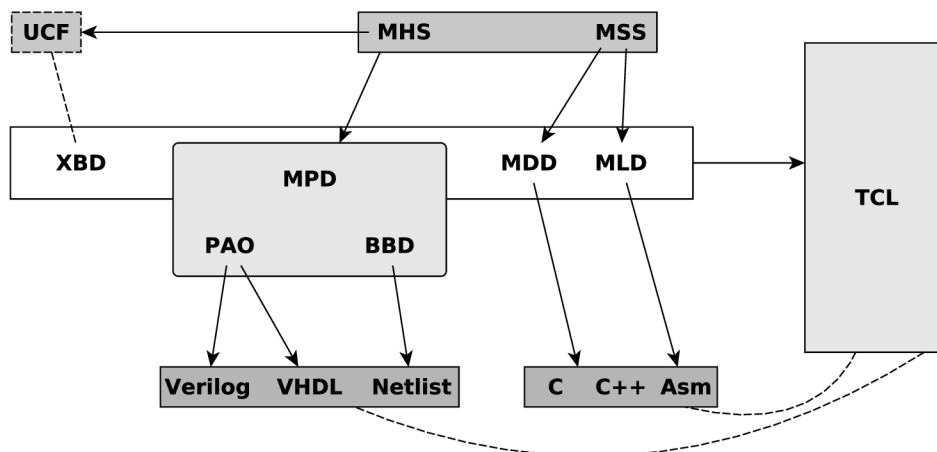 UCF MHS MSS
XBD MPD MDD MLD TCL
PAO BBD
Verilog VHDL Netlist C C++ Asm